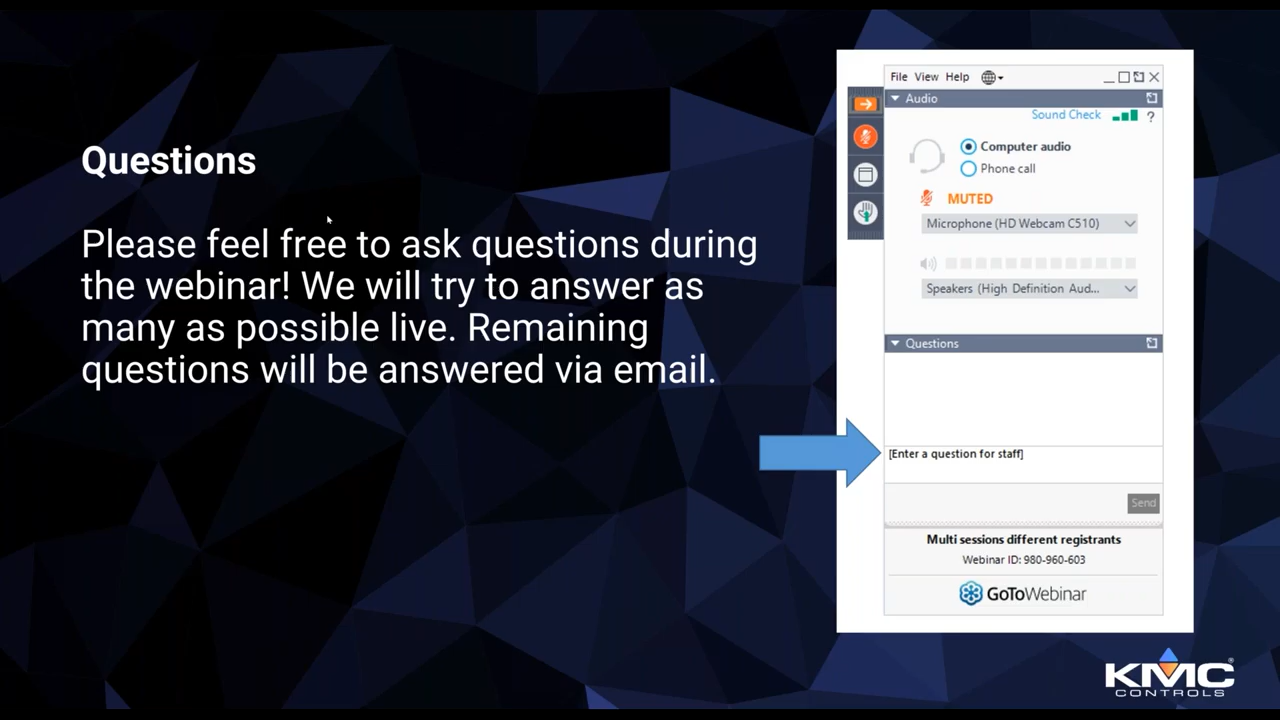 Questions
Please feel free to ask questions during
the webinar! We will try to answer as
many as possible live. Remaining
questions will be answered via email.
File View Help
Audio
Sound Check ?
Computer audio
Phone call
MUTED
Microphone (HD Webcam C510)
Speakers (High Definition Aud...
Questions
[Enter a question for staff]
Send
Multi sessions different registrants
Webinar ID: 980-960-603
GoToWebinar
KMC®
CONTROLS